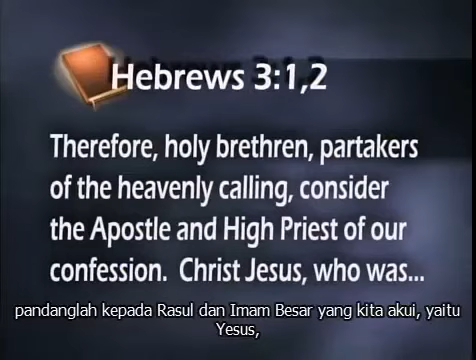 Hebrews 3:1,2
Therefore, holy brethren, partakers
of the heavenly calling, consider
the Apostle and High Priest of our
confession. Christ Jesus, who was...
pandanglah kepada Rasul dan Imam Besar yang kita akui, yaitu
Yesus,